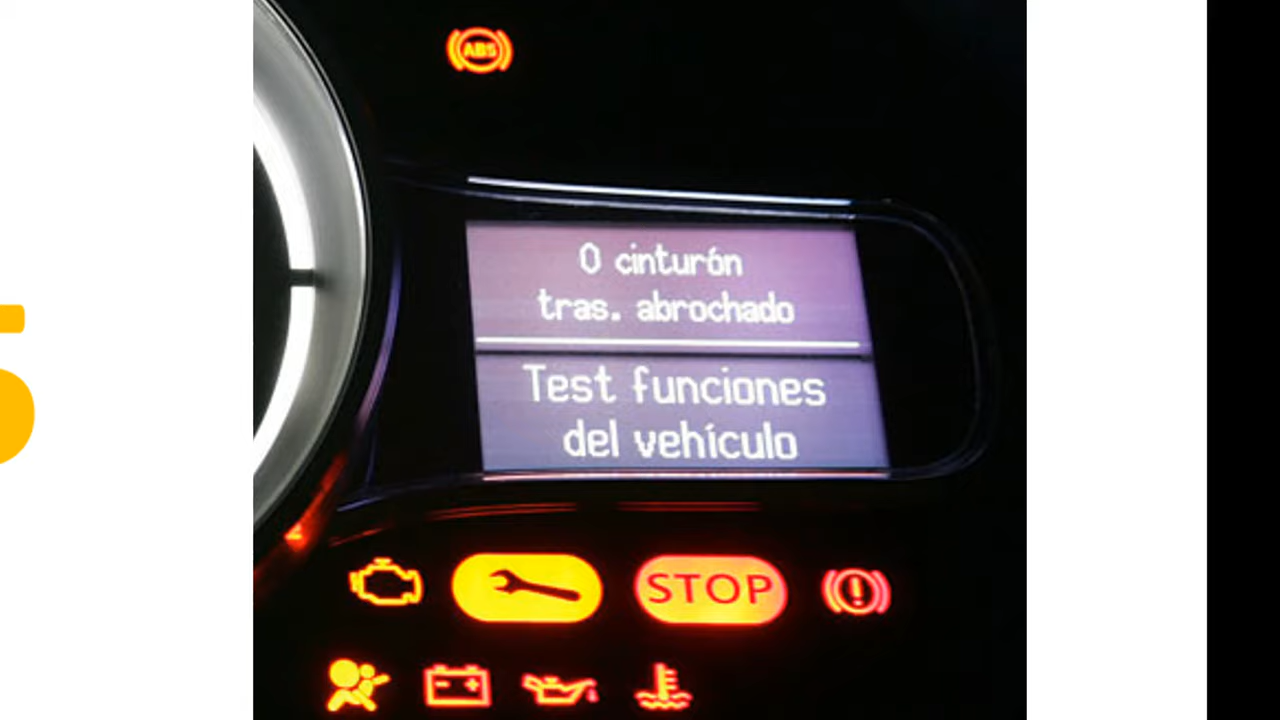 ABS
0 cinturón
tras. abrochado
Test funciones
del vehículo
STOP